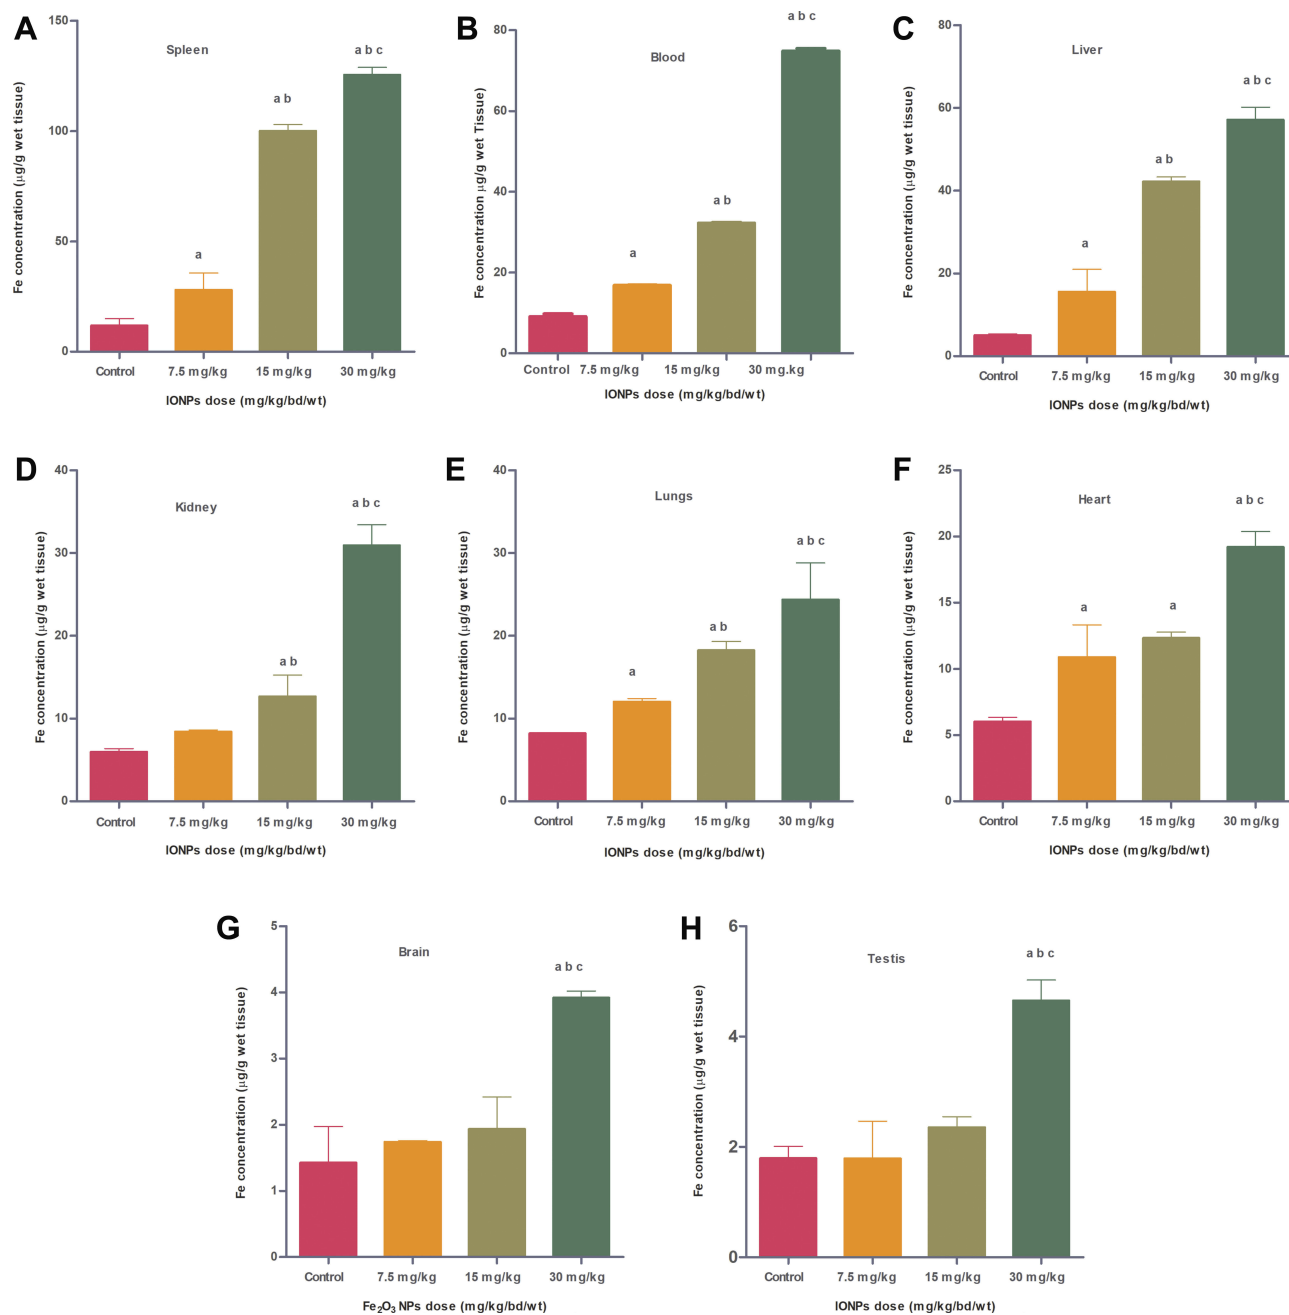 A
Spleen
Fe concentration (μg/g wet tissue)
150
100
50
0
a
a b
a b c
Control 7.5 mg/kg 15 mg/kg 30 mg/kg
IONPs dose (mg/kg/bd/wt)
B
Blood
Fe concentration μg/g wet Tissue)
80
60
40
20
0
a
a b
a b c
Control 7.5 mg/kg 15 mg/kg 30 mg.kg
IONPs dose (mg/kg/bd/wt)
C
Liver
Fe concentration (μg/g wet tissue)
80
60
40
20
0
a
a b
a b c
Control 7.5 mg/kg 15 mg/kg 30 mg/kg
IONPs dose (mg/kg/bd/wt)
D
Kidney
Fe concentration (μg/g wet tissue)
40
30
20
10
0
a b
a b c
Control 7.5 mg/kg 15 mg/kg 30 mg/kg
IONPs dose (mg/kg/bd/wt)
E
Lungs
Fe concentration (μg/g wet tissue)
40
30
20
10
0
a
a b
a b c
Control 7.5 mg/kg 15 mg/kg 30 mg/kg
IONPs dose (mg/kg/bd/wt)
F
Heart
Fe concentration (μg/g wet tissue)
25
20
15
10
5
0
a
a
a b c
Control 7.5 mg/kg 15 mg/kg 30 mg/kg
IONPs dose (mg/kg/bd/wt)
G
Brain
Fe concentration (μg/g wet tissue)
5
4
3
2
1
0
a b c
Control 7.5 mg/kg 15 mg/kg 30 mg/kg
Fe₂O₃ NPs dose (mg/kg/bd/wt)
H
Testis
Fe concentration (μg/g wet tissue)
6
4
2
0
a b c
Control 7.5 mg/kg 15 mg/kg 30 mg/kg
IONPs dose (mg/kg/bd/wt)